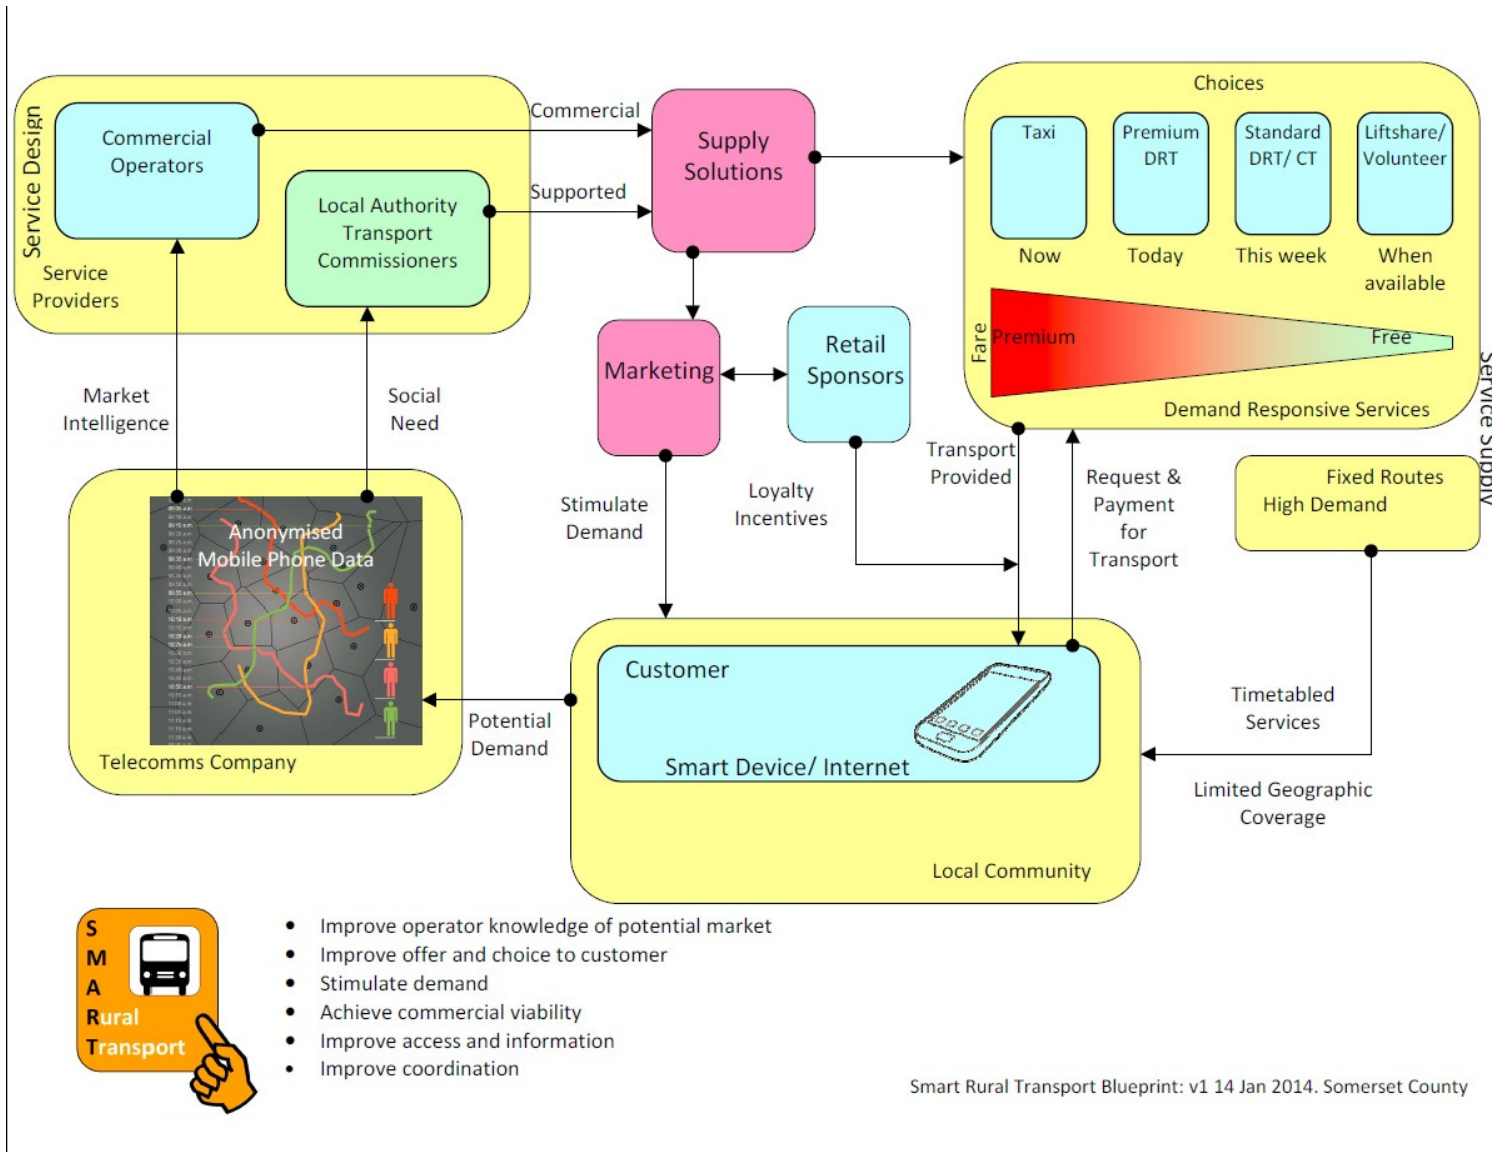 Service Design
Commercial
Operators
Local Authority
Transport
Commissioners
Service
Providers
Commercial
Supported
Supply
Solutions
Choices
Taxi
Premium
DRT
Standard
DRT/ CT
Liftshare/
Volunteer
Now
Today
This week
When
available
Fare
Premium
Free
Demand Responsive Services
Service Supply
Marketing
Retail
Sponsors
Market
Intelligence
Social
Need
Stimulate
Demand
Loyalty
Incentives
Transport
Provided
Request &
Payment
for
Transport
Fixed Routes
High Demand
Anonymised
Mobile Phone Data
Telecomms Company
Potential
Demand
Customer
Smart Device/ Internet
Local Community
Timetabled
Services
Limited Geographic
Coverage
S
M
A
Rural
Transport
• Improve operator knowledge of potential market
• Improve offer and choice to customer
• Stimulate demand
• Achieve commercial viability
• Improve access and information
• Improve coordination
Smart Rural Transport Blueprint: v1 14 Jan 2014. Somerset County